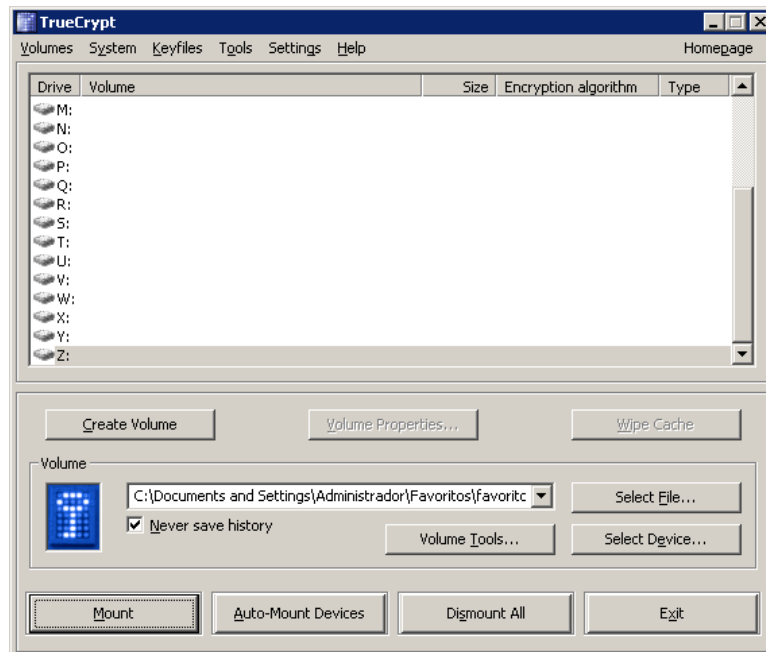 TrueCrypt
Volumes System Keyfiles Tools Settings Help Homepage
Drive Volume Size Encryption algorithm Type
M:
N:
O:
P:
Q:
R:
S:
T:
U:
V:
W:
X:
Y:
Z:
Create Volume Volume Properties... Wipe Cache
Volume
C:\Documents and Settings\Administrador\Favoritos\favoritc Select File...
Never save history
Volume Tools... Select Device...
Mount Auto-Mount Devices Dismount All Exit